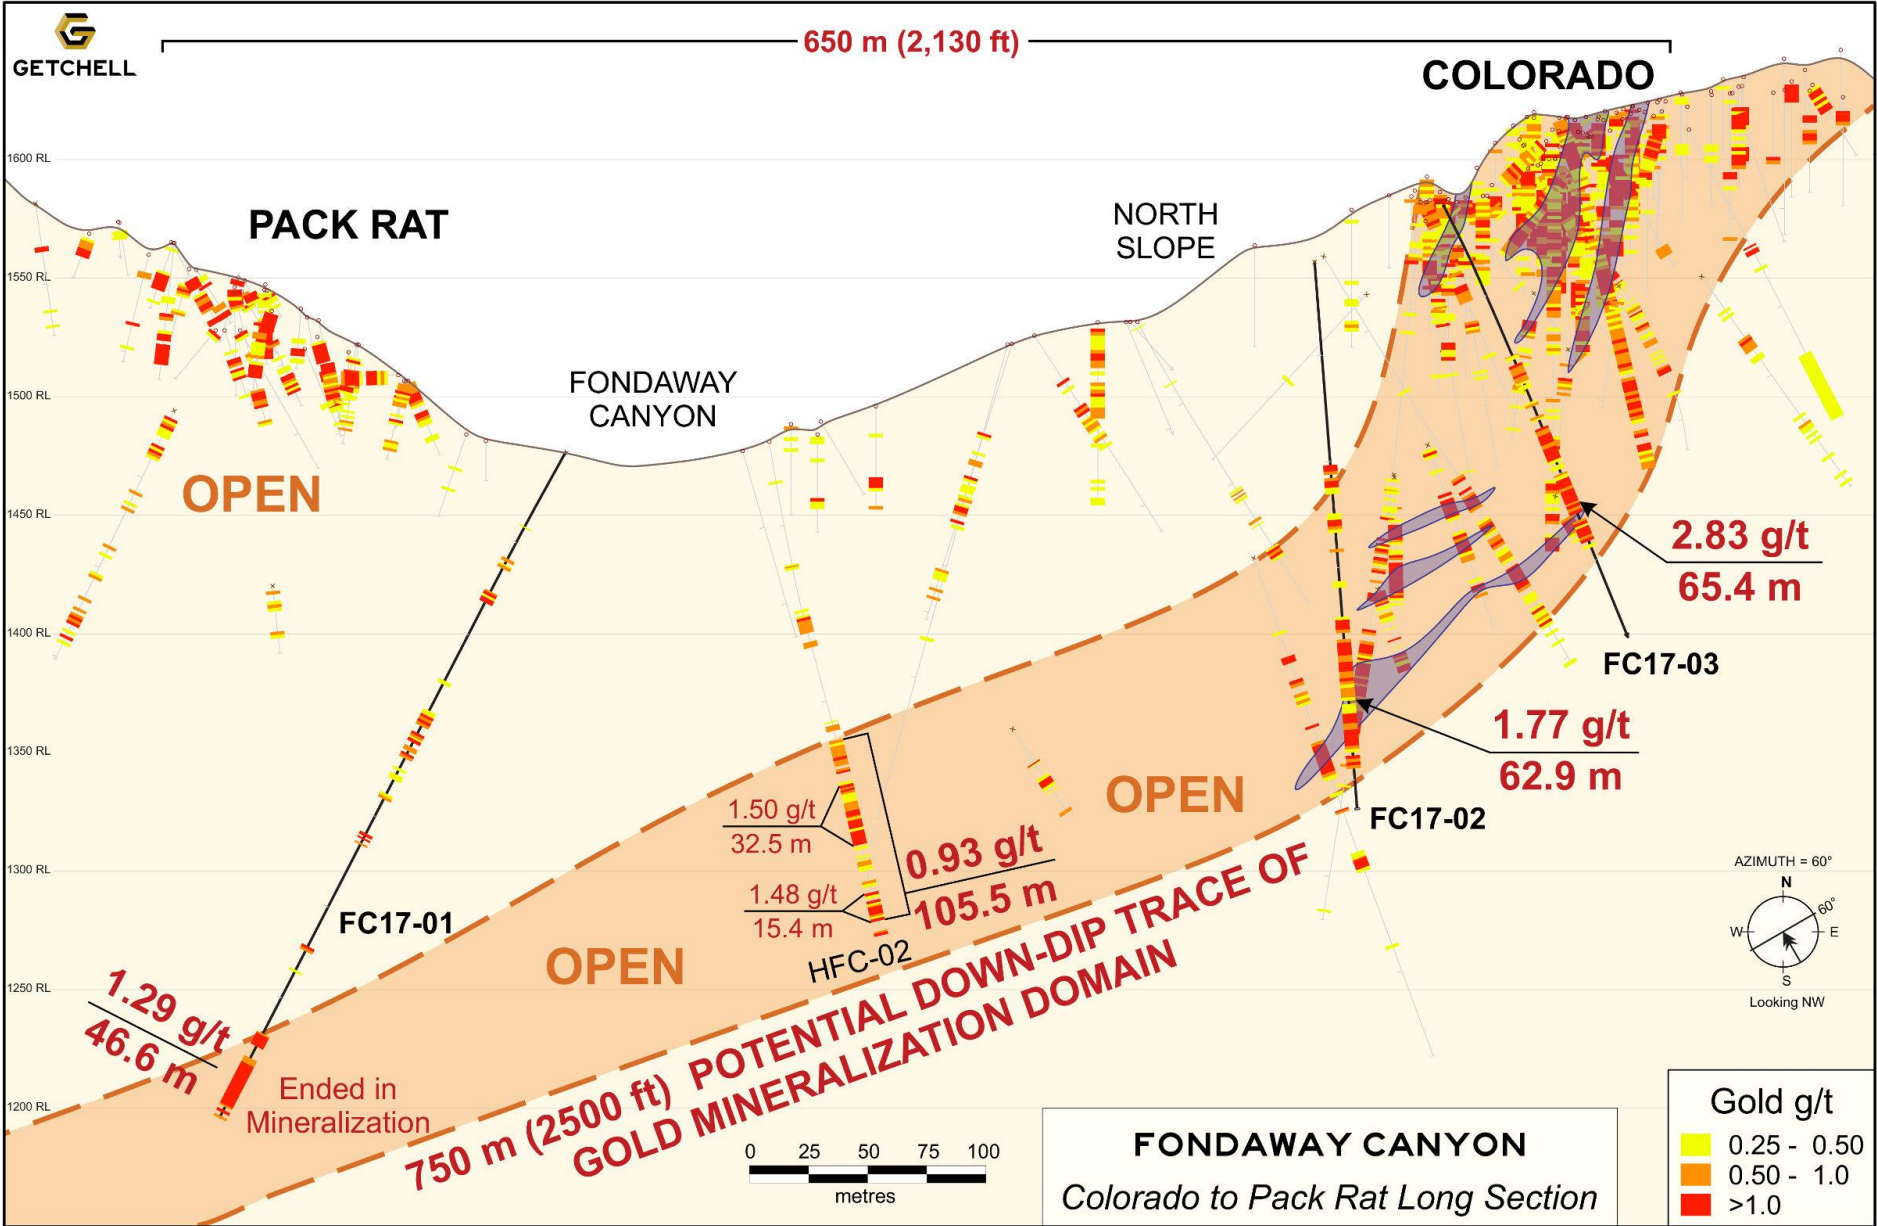 GETCHELL
650 m (2,130 ft)
COLORADO
1600 RL
PACK RAT
NORTH
SLOPE
1550 RL
FONDAWAY
CANYON
1500 RL
OPEN
1450 RL
2.83 g/t
65.4 m
1400 RL
FC17-03
1.77 g/t
62.9 m
1350 RL
OPEN
FC17-02
1.50 g/t
32.5 m
0.93 g/t
105.5 m
1300 RL
1.48 g/t
15.4 m
HFC-02
FC17-01
OPEN
AZIMUTH = 60°
N
60°
W
E
S
Looking NW
1250 RL
1.29 g/t
46.6 m
Ended in
Mineralization
1200 RL
750 m (2500 ft) POTENTIAL DOWN-DIP TRACE OF
GOLD MINERALIZATION DOMAIN
0 25 50 75 100
metres
FONDAWAY CANYON
Colorado to Pack Rat Long Section
Gold g/t
0.25 - 0.50
0.50 - 1.0
>1.0